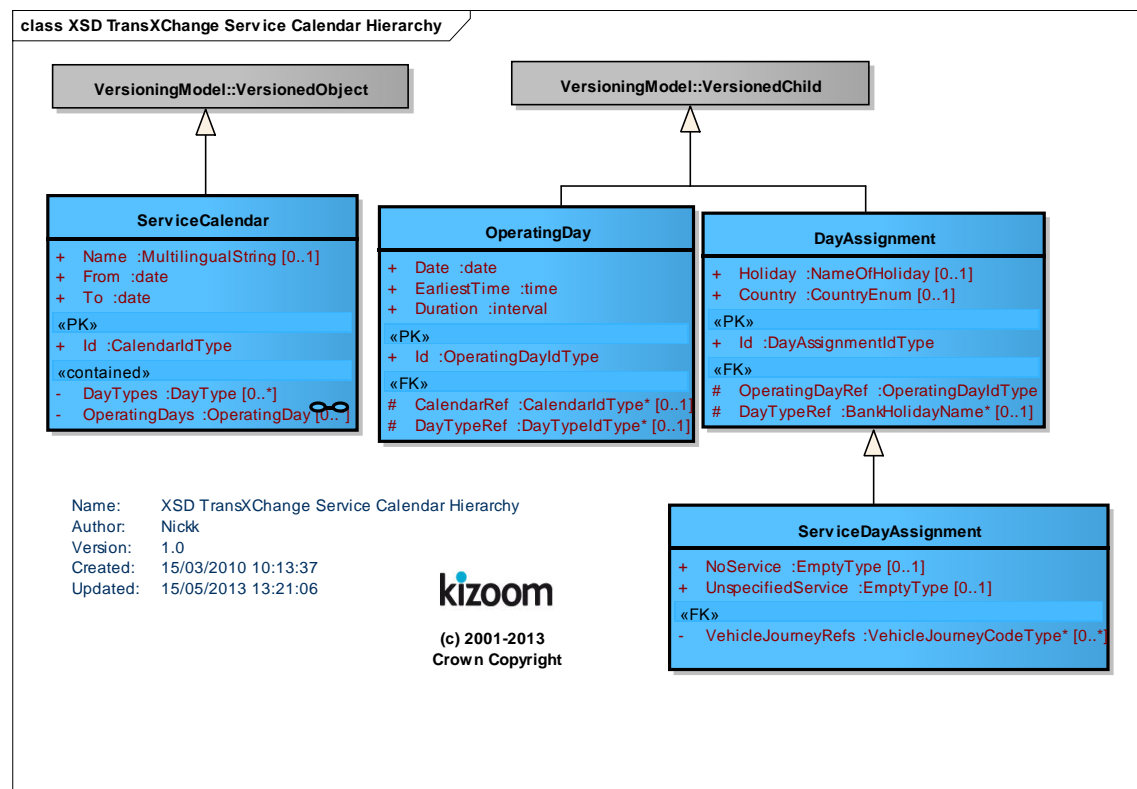 class XSD TransXChange Service Calendar Hierarchy
VersioningModel::VersionedObject
VersioningModel::VersionedChild
ServiceCalendar
+ Name :MultilingualString [0..1]
+ From :date
+ To :date
«PK»
+ Id :CalendarIdType
«contained»
- DayTypes :DayType [0..*]
- OperatingDays :OperatingDay [0..*]
OperatingDay
+ Date :date
+ EarliestTime :time
+ Duration :interval
«PK»
+ Id :OperatingDayIdType
«FK»
# CalendarRef :CalendarIdType* [0..1]
# DayTypeRef :DayTypeIdType* [0..1]
DayAssignment
+ Holiday :NameOfHoliday [0..1]
+ Country :CountryEnum [0..1]
«PK»
+ Id :DayAssignmentIdType
«FK»
# OperatingDayRef :OperatingDayIdType
# DayTypeRef :BankHolidayName* [0..1]
ServiceDayAssignment
+ NoService :EmptyType [0..1]
+ UnspecifiedService :EmptyType [0..1]
«FK»
- VehicleJourneyRefs :VehicleJourneyCodeType* [0..*]
Name: XSD TransXChange Service Calendar Hierarchy
Author: Nickk
Version: 1.0
Created: 15/03/2010 10:13:37
Updated: 15/05/2013 13:21:06
kizoom
(c) 2001-2013
Crown Copyright